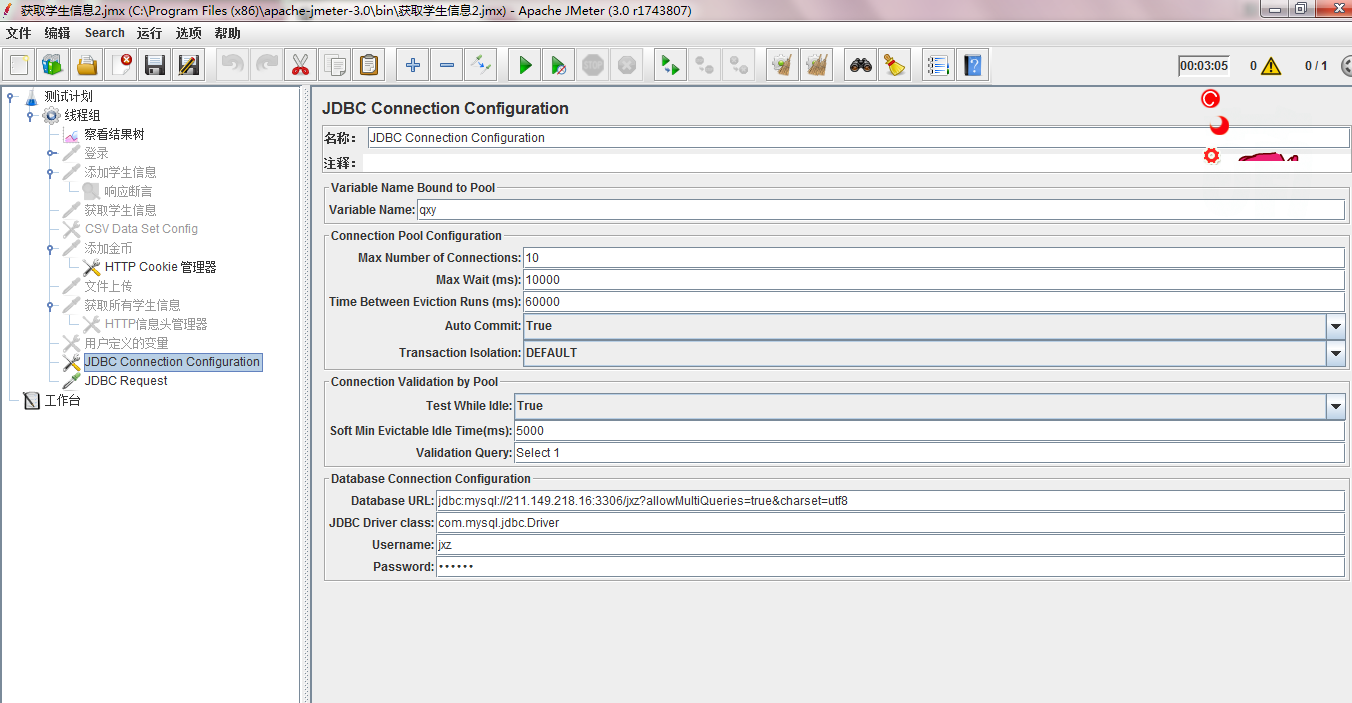 获取学生信息2.jmx (C:\Program Files (x86)\apache-jmeter-3.0\bin\获取学生信息2.jmx) - Apache JMeter (3.0 r1743807)
文件 编辑 Search 运行 选项 帮助
STOP
00:03:05 0 0 / 1
测试计划
线程组
察看结果树
登录
添加学生信息
响应断言
获取学生信息
CSV Data Set Config
添加金币
HTTP Cookie 管理器
文件上传
获取所有学生信息
HTTP信息头管理器
用户定义的变量
JDBC Connection Configuration
JDBC Request
工作台
JDBC Connection Configuration
名称： JDBC Connection Configuration
注释：
Variable Name Bound to Pool
Variable Name: qxy
Connection Pool Configuration
Max Number of Connections: 10
Max Wait (ms): 10000
Time Between Eviction Runs (ms): 60000
Auto Commit: True
Transaction Isolation: DEFAULT
Connection Validation by Pool
Test While Idle: True
Soft Min Evictable Idle Time(ms): 5000
Validation Query: Select 1
Database Connection Configuration
Database URL: jdbc:mysql://211.149.218.16:3306/jxz?allowMultiQueries=true&charset=utf8
JDBC Driver class: com.mysql.jdbc.Driver
Username: jxz
Password: ••••••